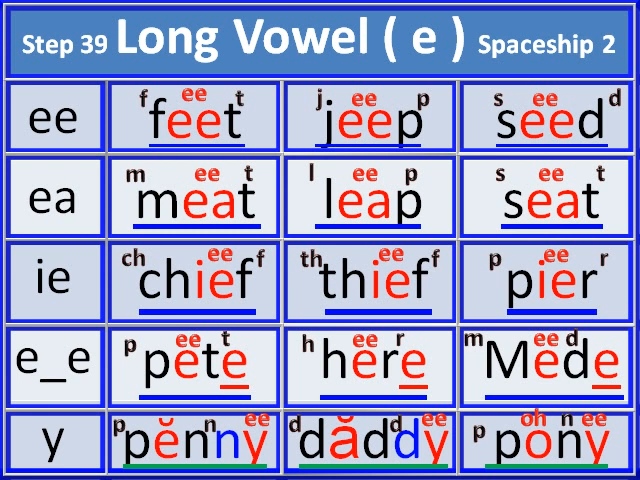 Step 39 Long Vowel ( e ) Spaceship 2
f ee t j ee p s ee d
ee feet jeep seed
m ee t l ee p s ee t
ea meat leap seat
ch ee f th ee f p ee r
ie chief thief pier
p ee t h ee r m ee d
e_e pete here Mede
p n ee d d ee p oh n ee
y pĕnny dăddy pony